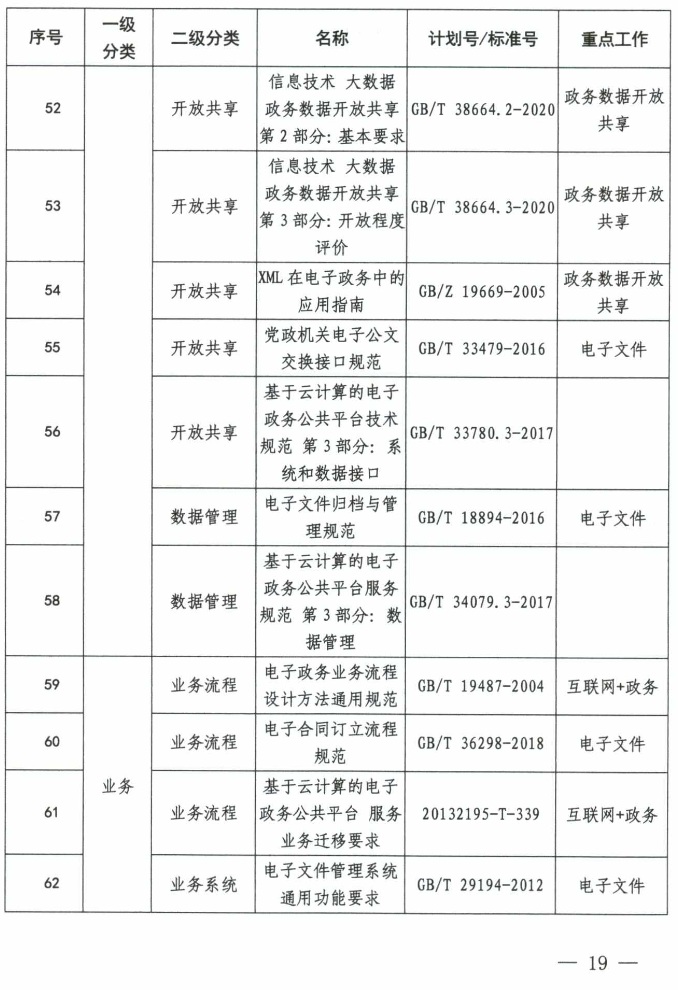 序号 一级分类 二级分类 名称 计划号/标准号 重点工作
52 开放共享 信息技术 大数据
政务数据开放共享
第2部分：基本要求 GB/T 38664.2-2020 政务数据开放
共享
53 开放共享 信息技术 大数据
政务数据开放共享
第3部分：开放程度
评价 GB/T 38664.3-2020 政务数据开放
共享
54 开放共享 XML在电子政务中的
应用指南 GB/Z 19669-2005 政务数据开放
共享
55 开放共享 党政机关电子公文
交换接口规范 GB/T 33479-2016 电子文件
56 开放共享 基于云计算的电子
政务公共平台技术
规范 第3部分：系
统和数据接口 GB/T 33780.3-2017
57 数据管理 电子文件归档与管
理规范 GB/T 18894-2016 电子文件
58 数据管理 基于云计算的电子
政务公共平台服务
规范 第3部分：数
据管理 GB/T 34079.3-2017
业务
59 业务流程 电子政务业务流程
设计方法通用规范 GB/T 19487-2004 互联网+政务
60 业务流程 电子合同订立流程
规范 GB/T 36298-2018 电子文件
61 业务流程 基于云计算的电子
政务公共平台 服务
业务迁移要求 20132195-T-339 互联网+政务
62 业务系统 电子文件管理系统
通用功能要求 GB/T 29194-2012 电子文件
— 19 —